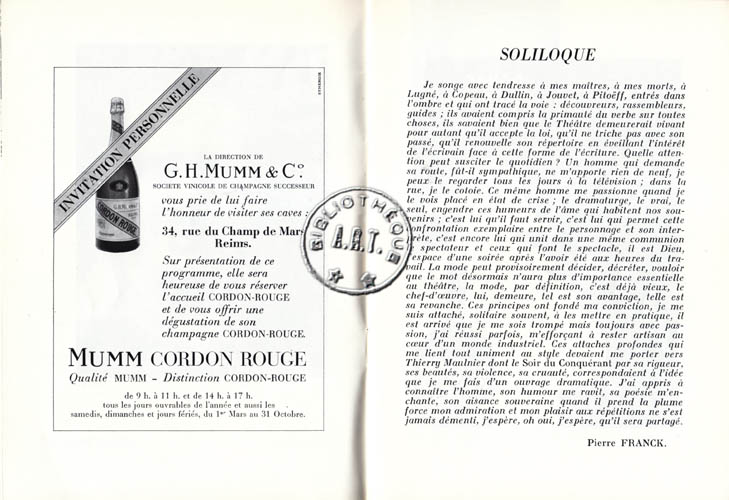 INVITATION PERSONNELLE
CORDON ROUGE
LA DIRECTION DE
G.H.MUMM & Cº.
SOCIETE VINICOLE DE CHAMPAGNE SUCCESSEUR
vous prie de lui faire
l'honneur de visiter ses caves :
34, rue du Champ de Mars
Reims.
Sur présentation de ce
programme, elle sera
heureuse de vous réserver
l'accueil CORDON-ROUGE
et de vous offrir une
dégustation de son
champagne CORDON-ROUGE.
MUMM CORDON ROUGE
Qualité MUMM - Distinction CORDON-ROUGE
de 9 h. à 11 h. et de 14 h. à 17 h.
tous les jours ouvrables de l'année et aussi les
samedis, dimanches et jours fériés, du 1er Mars au 31 Octobre.
BIBLIOTHÈQUE
A.R.T.
SOLILOQUE
Je songe avec tendresse à mes maîtres, à mes morts, à
Lugné, à Copeau, à Dullin, à Jouvet, à Pitoëff, entrés dans
l'ombre et qui ont tracé la voie : découvreurs, rassembleurs,
guides ; ils avaient compris la primauté du verbe sur toutes
choses, ils savaient bien que le Théâtre demeurerait vivant
pour autant qu'il accepte la loi, qu'il ne triche pas avec son
passé, qu'il renouvelle son répertoire en éveillant l'intérêt
de l'écrivain face à cette forme de l'écriture. Quelle atten-
tion peut susciter le quotidien ? Un homme qui demande
sa route, fût-il sympathique, ne m'apporte rien de neuf, je
peux le regarder tous les jours à la télévision ; dans la
rue, je le cotoie. Ce même homme me passionne quand je
le vois placé en état de crise ; le dramaturge, le vrai, le
seul, engendre ces humeurs de l'âme qui habitent nos sou-
venirs ; c'est lui qu'il faut servir, c'est lui qui permet cette
confrontation exemplaire entre le personnage et son inter-
prète, c'est encore lui qui unit dans une même communion
le spectateur et ceux qui font le spectacle, il est Dieu,
l'espace d'une soirée après l'avoir été aux heures du tra-
vail. La mode peut provisoirement décider, décréter, vouloir
que le mot désormais n'aura plus d'importance essentielle
au théâtre, la mode, par définition, c'est déjà vieux, le
chef-d'œuvre, lui, demeure, tel est son avantage, telle est
sa revanche. Ces principes ont fondé ma conviction, je me
suis attaché, solitaire souvent, à les mettre en pratique, il
est arrivé que je me sois trompé mais toujours avec pas-
sion, j'ai réussi parfois, m'efforçant à rester artisan au
cœur d'un monde industriel. Ces attaches profondes qui
me lient tout uniment au style devaient me porter vers
Thierry Maulnier dont le Soir du Conquérant par sa rigueur,
ses beautés, sa violence, sa cruauté, correspondaient à l'idée
que je me fais d'un ouvrage dramatique. J'ai appris à
connaître l'homme, son humour me ravit, sa poésie m'en-
chante, son aisance souveraine quand il prend la plume
force mon admiration et mon plaisir aux répétitions ne s'est
jamais démenti, j'espère, oh oui, j'espère, qu'il sera partagé.
Pierre FRANCK.